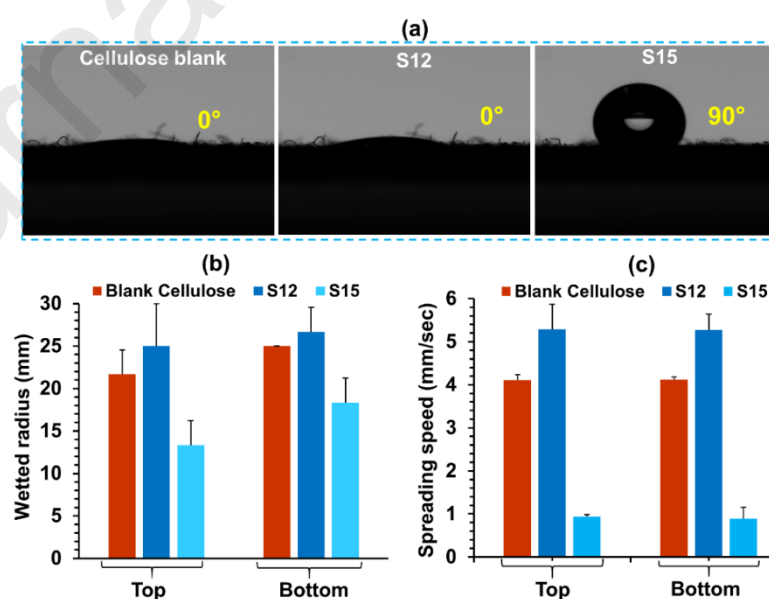 (a)
Cellulose blank
S12
S15
0°
0°
90°
(b)
Blank Cellulose S12 S15
Wetted radius (mm)
30
25
20
15
10
5
0
Top Bottom
(c)
Blank Cellulose S12 S15
Spreading speed (mm/sec)
6
5
4
3
2
1
0
Top Bottom